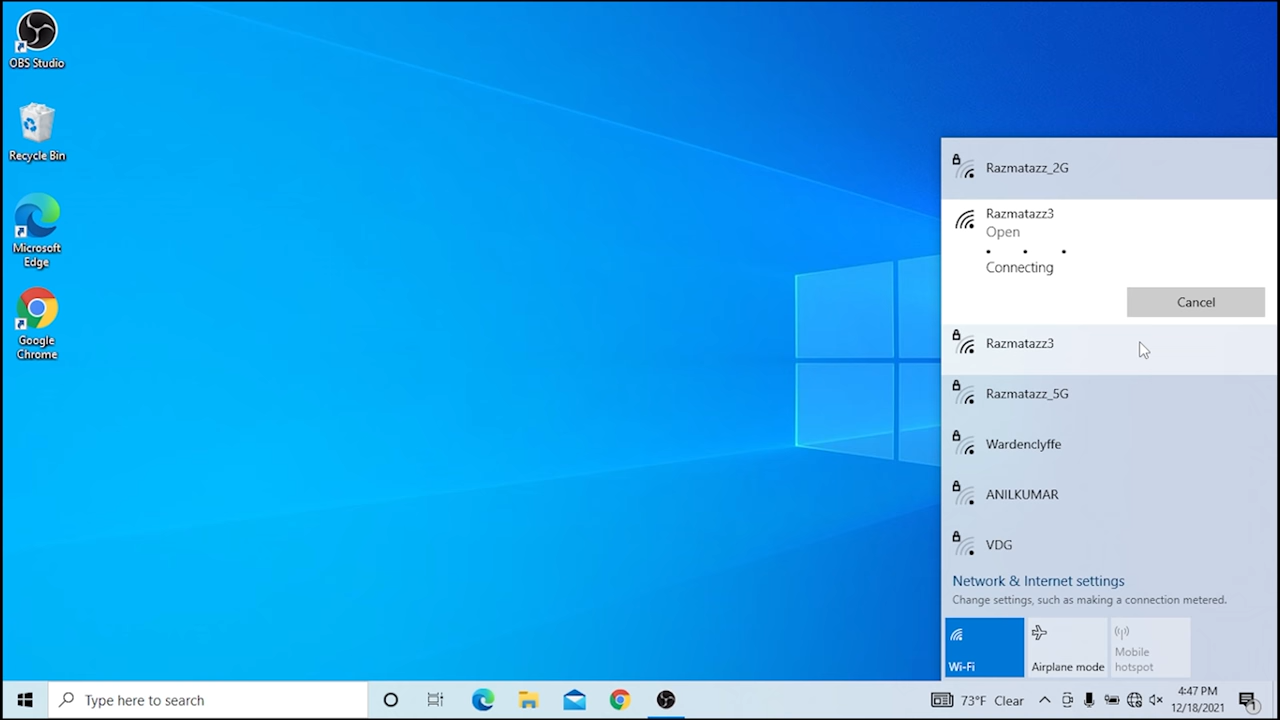 OBS Studio
Recycle Bin
Microsoft
Edge
Google
Chrome
Razmatazz_2G
Razmatazz3
Open
Connecting
Cancel
Razmatazz3
Razmatazz_5G
Wardenclyffe
ANILKUMAR
VDG
Network & Internet settings
Change settings, such as making a connection metered.
Wi-Fi
Airplane mode
Mobile
hotspot
Type here to search
73°F Clear
4:47 PM
12/18/2021
1